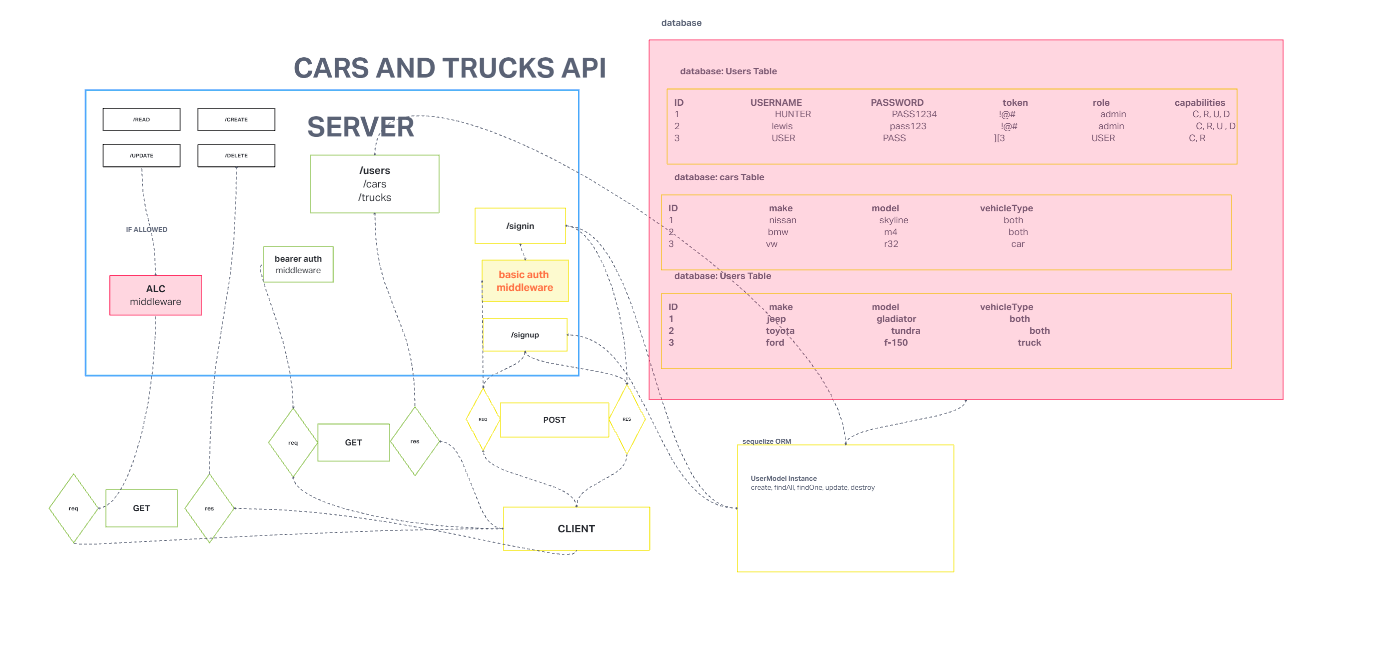 database
CARS AND TRUCKS API
SERVER
/READ
/CREATE
/UPDATE
/DELETE
/users
/cars
/trucks
IF ALLOWED
ALC
middleware
bearer auth
middleware
/signin
basic auth
middleware
/signup
database: Users Table
ID USERNAME PASSWORD token role capabilities
1 HUNTER PASS1234 !@# admin C, R, U, D
2 lewis pass123 !@# admin C, R, U , D
3 USER PASS ][3 USER C, R
database: cars Table
ID make model vehicleType
1 nissan skyline both
2 bmw m4 both
3 vw r32 car
database: Users Table
ID make model vehicleType
1 jeep gladiator both
2 toyota tundra both
3 ford f-150 truck
req
GET
res
Req
POST
RES
req
GET
res
CLIENT
sequelize ORM
UserModel Instance
create, findAll, findOne, update, destroy